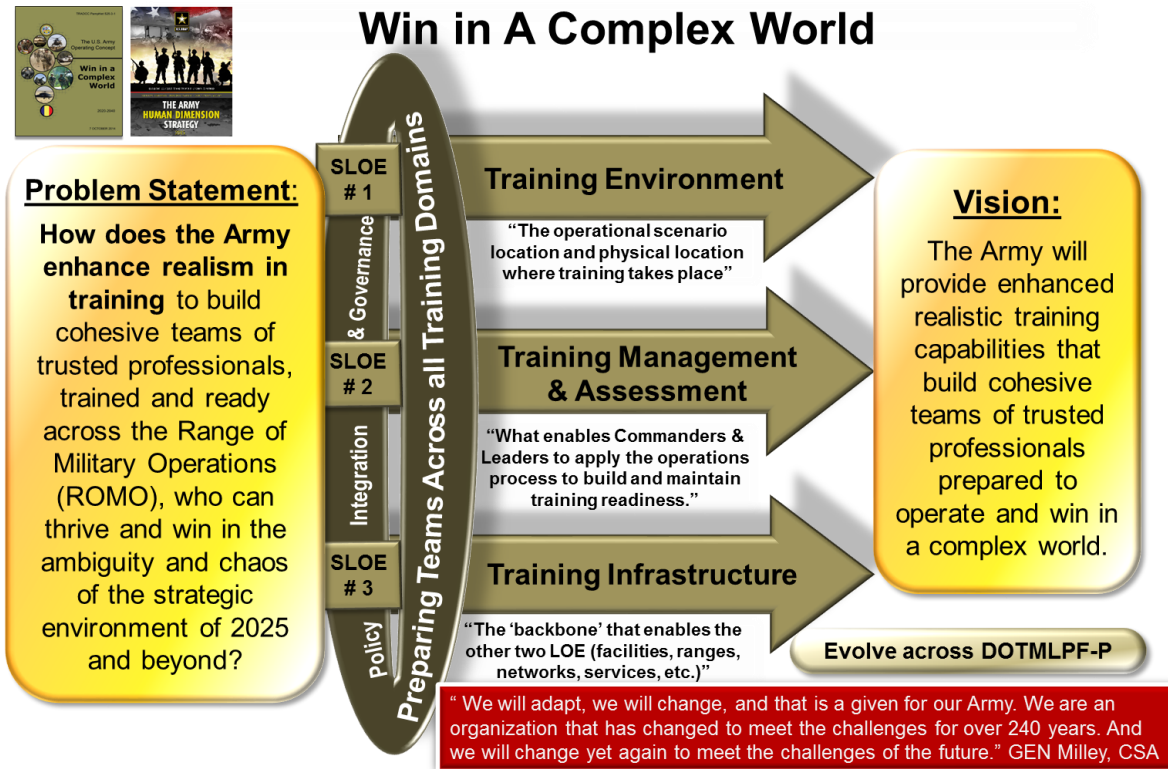 TRADOC Pamphlet 525-3-1
The U.S. Army
Operating Concept
Win in a
Complex
World
2020-2040
7 OCTOBER 2014
THE ARMY
HUMAN DIMENSION
STRATEGY
Win in A Complex World
Problem Statement:
How does the Army
enhance realism in
training to build
cohesive teams of
trusted professionals,
trained and ready
across the Range of
Military Operations
(ROMO), who can
thrive and win in the
ambiguity and chaos
of the strategic
environment of 2025
and beyond?
SLOE
# 1
SLOE
# 2
SLOE
# 3
Policy Integration & Governance
Preparing Teams Across all Training Domains
Training Environment
“The operational scenario
location and physical location
where training takes place”
Training Management
& Assessment
“What enables Commanders &
Leaders to apply the operations
process to build and maintain
training readiness.”
Training Infrastructure
“The ‘backbone’ that enables the
other two LOE (facilities, ranges,
networks, services, etc.)”
Vision:
The Army will
provide enhanced
realistic training
capabilities that
build cohesive
teams of trusted
professionals
prepared to
operate and win in
a complex world.
Evolve across DOTMLPF-P
“ We will adapt, we will change, and that is a given for our Army. We are an
organization that has changed to meet the challenges for over 240 years. And
we will change yet again to meet the challenges of the future.” GEN Milley, CSA